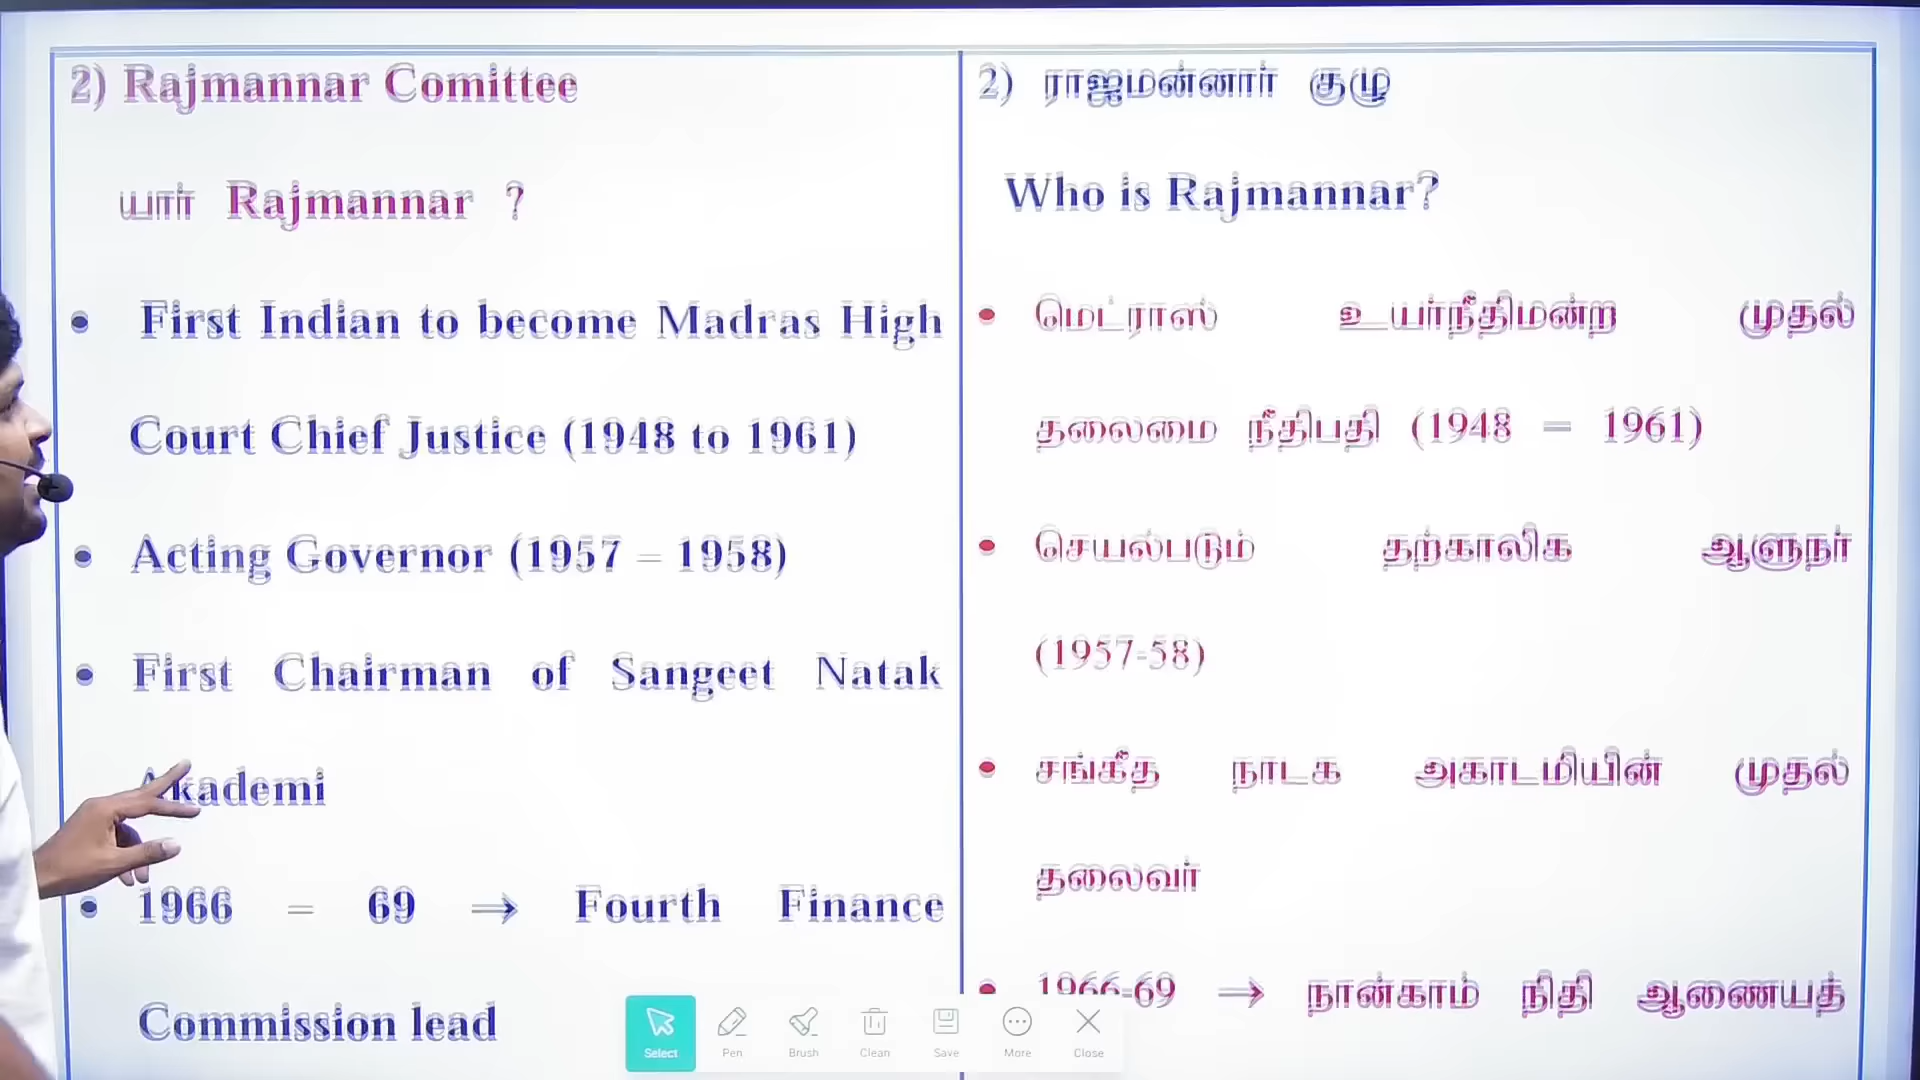 2) Rajmannar Comittee
யார் Rajmannar ?
• First Indian to become Madras High
Court Chief Justice (1948 to 1961)
• Acting Governor (1957 – 1958)
• First Chairman of Sangeet Natak
Akademi
• 1966 – 69 ⇒ Fourth Finance
Commission lead
2) ராஜமன்னார் குழு
Who is Rajmannar?
• மெட்ராஸ் உயர்நீதிமன்ற முதல்
தலைமை நீதிபதி (1948 – 1961)
• செயல்படும் தற்காலிக ஆளுநர்
(1957-58)
• சங்கீத நாடக அகாடமியின் முதல்
தலைவர்
• 1966-69 ⇒ நான்காம் நிதி ஆணையத்
Select Pen Brush Clean Save More Close